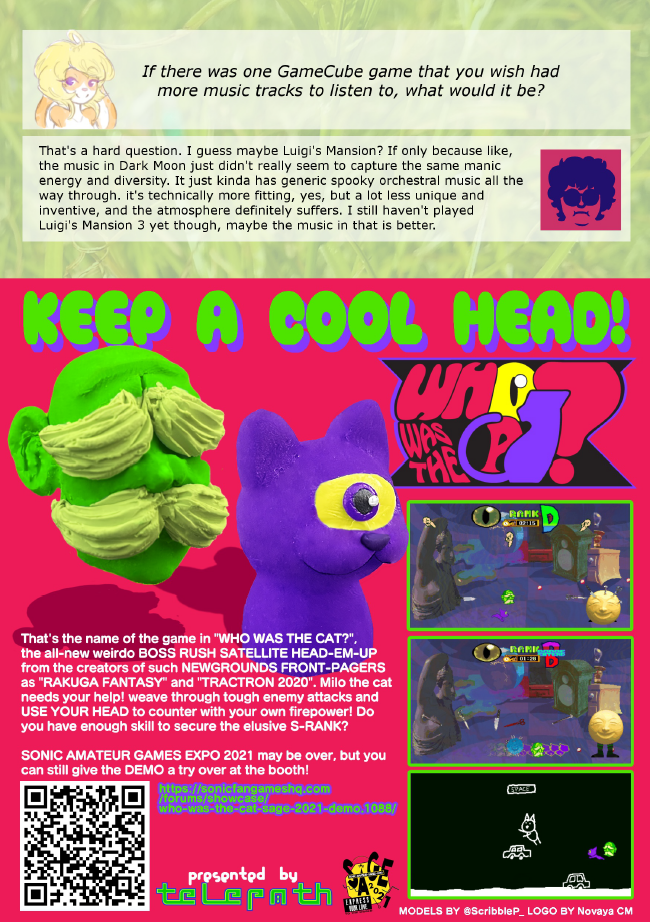 If there was one GameCube game that you wish had
more music tracks to listen to, what would it be?
That's a hard question. I guess maybe Luigi's Mansion? If only because like,
the music in Dark Moon just didn't really seem to capture the same manic
energy and diversity. It just kinda has generic spooky orchestral music all the
way through. it's technically more fitting, yes, but a lot less unique and
inventive, and the atmosphere definitely suffers. I still haven't played
Luigi's Mansion 3 yet though, maybe the music in that is better.
KEEP A COOL HEAD!
WHO
WAS
THE
CAT?
RANK D
00:15
RANK
D
01:28
SPACE
That's the name of the game in "WHO WAS THE CAT?",
the all-new weirdo BOSS RUSH SATELLITE HEAD-EM-UP
from the creators of such NEWGROUNDS FRONT-PAGERS
as "RAKUGA FANTASY" and "TRACTRON 2020". Milo the cat
needs your help! weave through tough enemy attacks and
USE YOUR HEAD to counter with your own firepower! Do
you have enough skill to secure the elusive S-RANK?
SONIC AMATEUR GAMES EXPO 2021 may be over, but you
can still give the DEMO a try over at the booth!
https://sonicfangameshq.com
/forums/showcase/
who-was-the-cat-sage-2021-demo.1088/
presented by
telepath
SAGE
2021
EXPRESS
YOUR LOVE
MODELS BY @ScribbleP_ LOGO BY Novaya CM